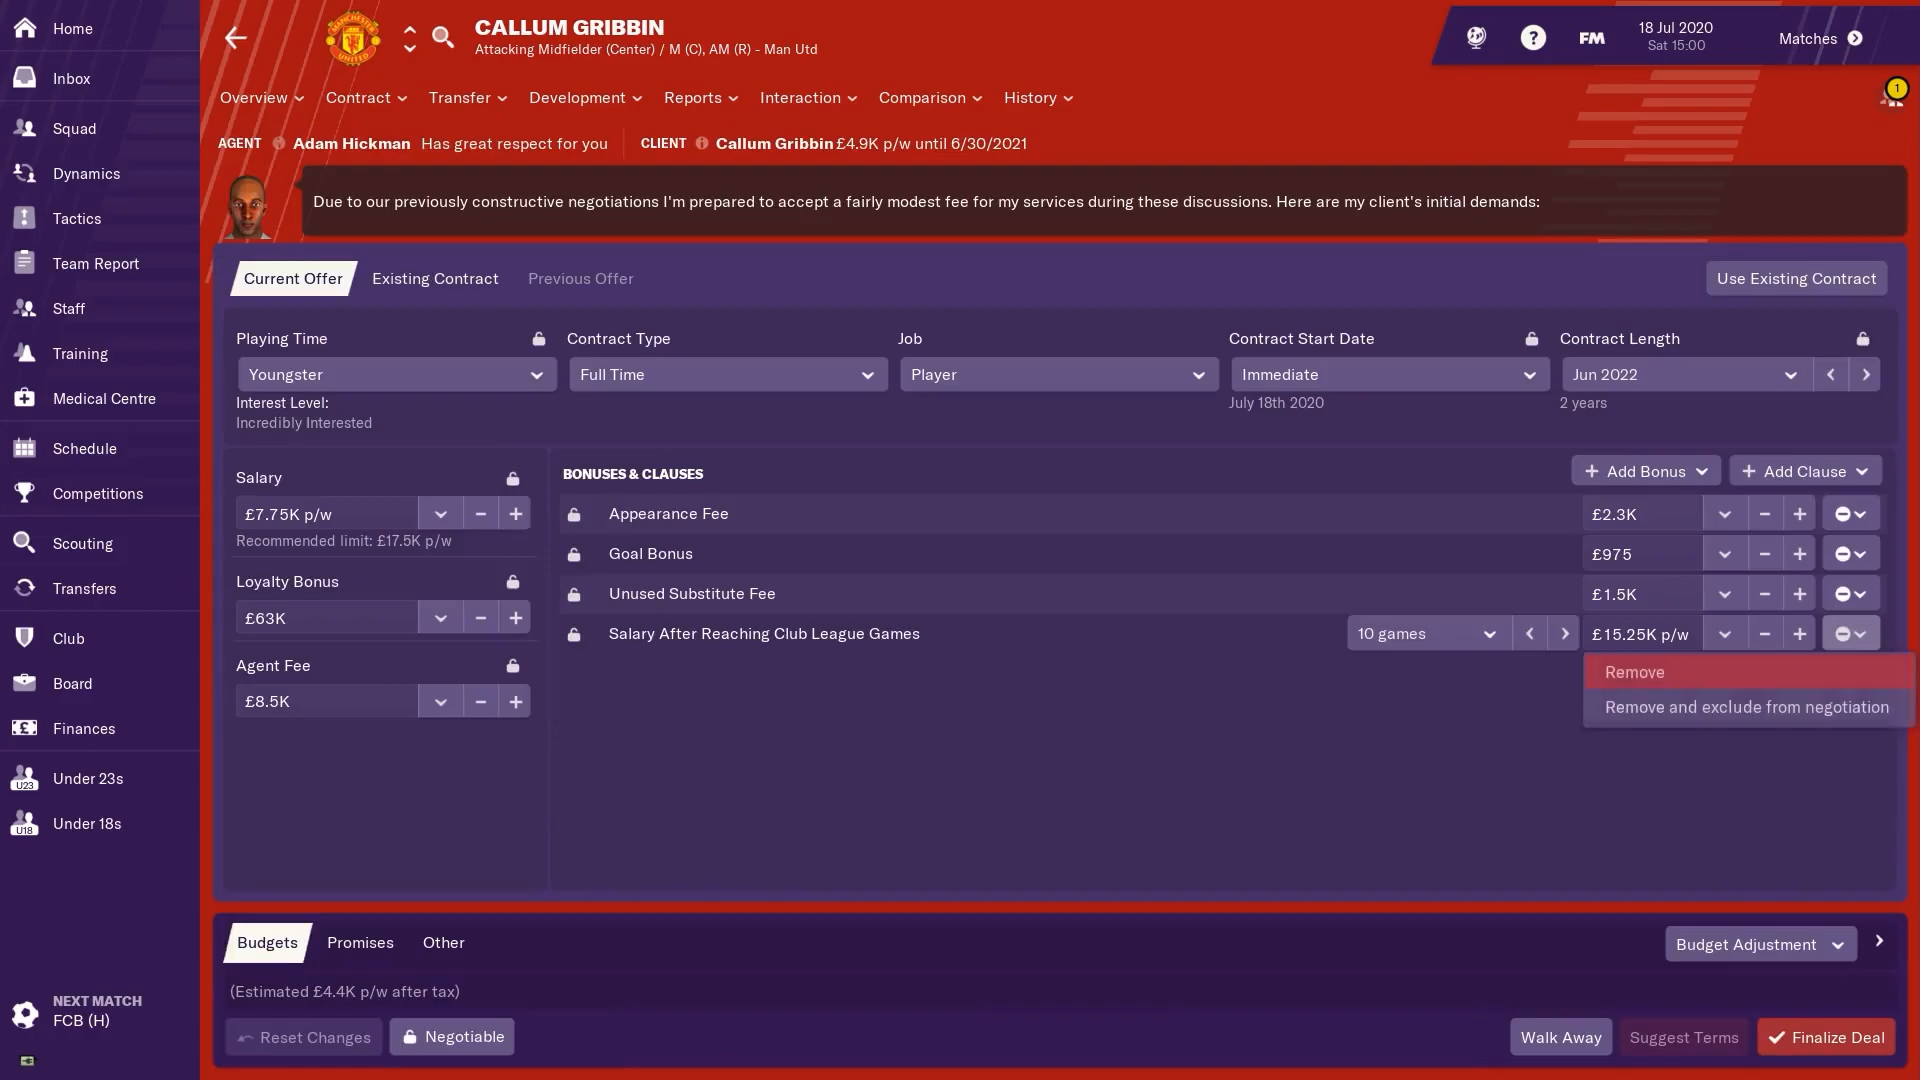 Home
Inbox
Squad
Dynamics
Tactics
Team Report
Staff
Training
Medical Centre
Schedule
Competitions
Scouting
Transfers
Club
Board
Finances
U23
Under 23s
U18
Under 18s
NEXT MATCH
FCB (H)
MANCHESTER
UNITED
CALLUM GRIBBIN
Attacking Midfielder (Center) / M (C), AM (R) - Man Utd
?
FM
18 Jul 2020
Sat 15:00
Matches
1
Overview
Contract
Transfer
Development
Reports
Interaction
Comparison
History
AGENT Adam Hickman Has great respect for you
CLIENT Callum Gribbin £4.9K p/w until 6/30/2021
Due to our previously constructive negotiations I'm prepared to accept a fairly modest fee for my services during these discussions. Here are my client's initial demands:
Current Offer
Existing Contract
Previous Offer
Use Existing Contract
Playing Time
Youngster
Interest Level:
Incredibly Interested
Contract Type
Full Time
Job
Player
Contract Start Date
Immediate
July 18th 2020
Contract Length
Jun 2022
2 years
Salary
£7.75K p/w
Recommended limit: £17.5K p/w
Loyalty Bonus
£63K
Agent Fee
£8.5K
BONUSES & CLAUSES
Add Bonus
Add Clause
Appearance Fee £2.3K
Goal Bonus £975
Unused Substitute Fee £1.5K
Salary After Reaching Club League Games 10 games £15.25K p/w
Remove
Remove and exclude from negotiation
Budgets
Promises
Other
Budget Adjustment
(Estimated £4.4K p/w after tax)
Reset Changes
Negotiable
Walk Away
Suggest Terms
Finalize Deal